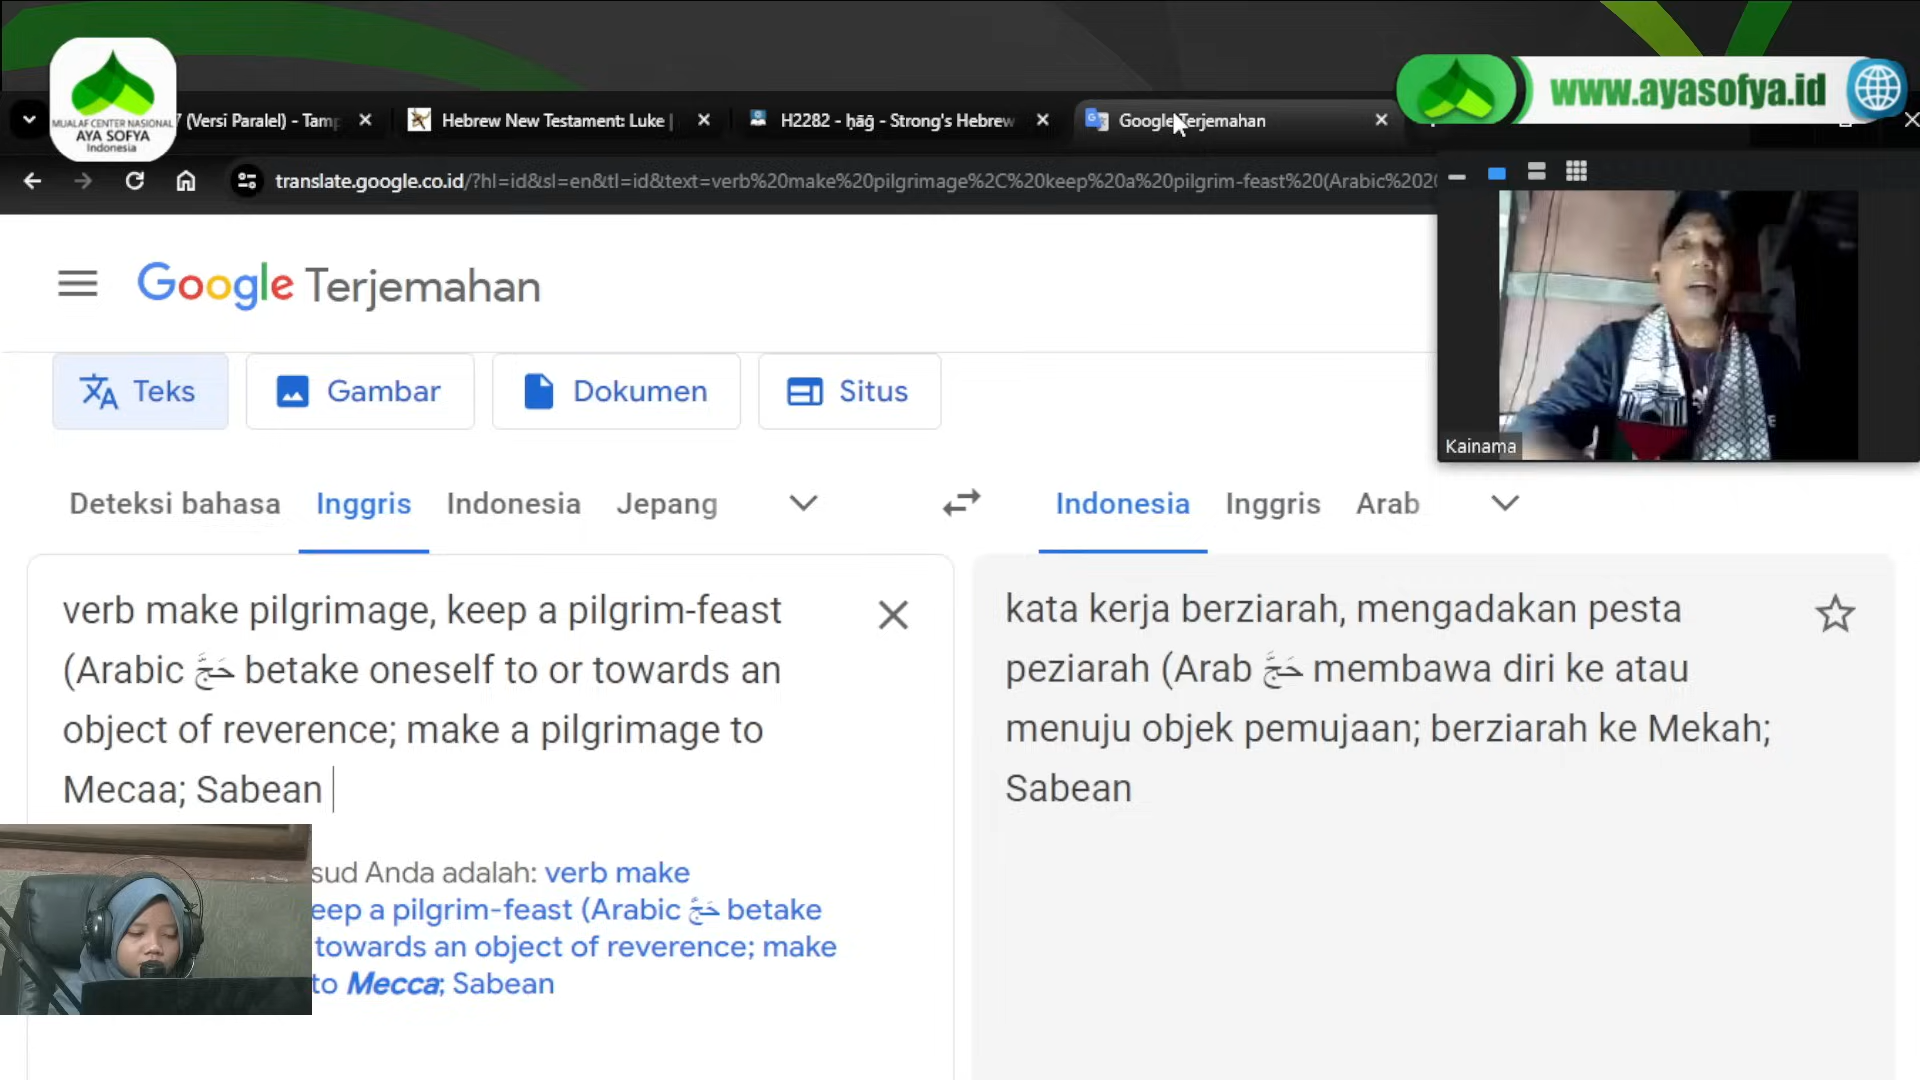 MUALAF CENTER NASIONAL
AYA SOFYA
Indonesia
(Versi Paralel) - Tam
Hebrew New Testament: Luke |
H2282 - ḥāḡ - Strong's Hebrew
Google Terjemahan
www.ayasofya.id
translate.google.co.id/?hl=id&sl=en&tl=id&text=verb%20make%20pilgrimage%2C%20keep%20a%20pilgrim-feast%20(Arabic%20
Google Terjemahan
Teks
Gambar
Dokumen
Situs
Kainama
Deteksi bahasa Inggris Indonesia Jepang
Indonesia Inggris Arab
verb make pilgrimage, keep a pilgrim-feast
(Arabic حَجَّ betake oneself to or towards an
object of reverence; make a pilgrimage to
Mecaa; Sabean
kata kerja berziarah, mengadakan pesta
peziarah (Arab حَجَّ membawa diri ke atau
menuju objek pemujaan; berziarah ke Mekah;
Sabean
sud Anda adalah: verb make
eep a pilgrim-feast (Arabic حَجَّ betake
towards an object of reverence; make
to Mecca; Sabean